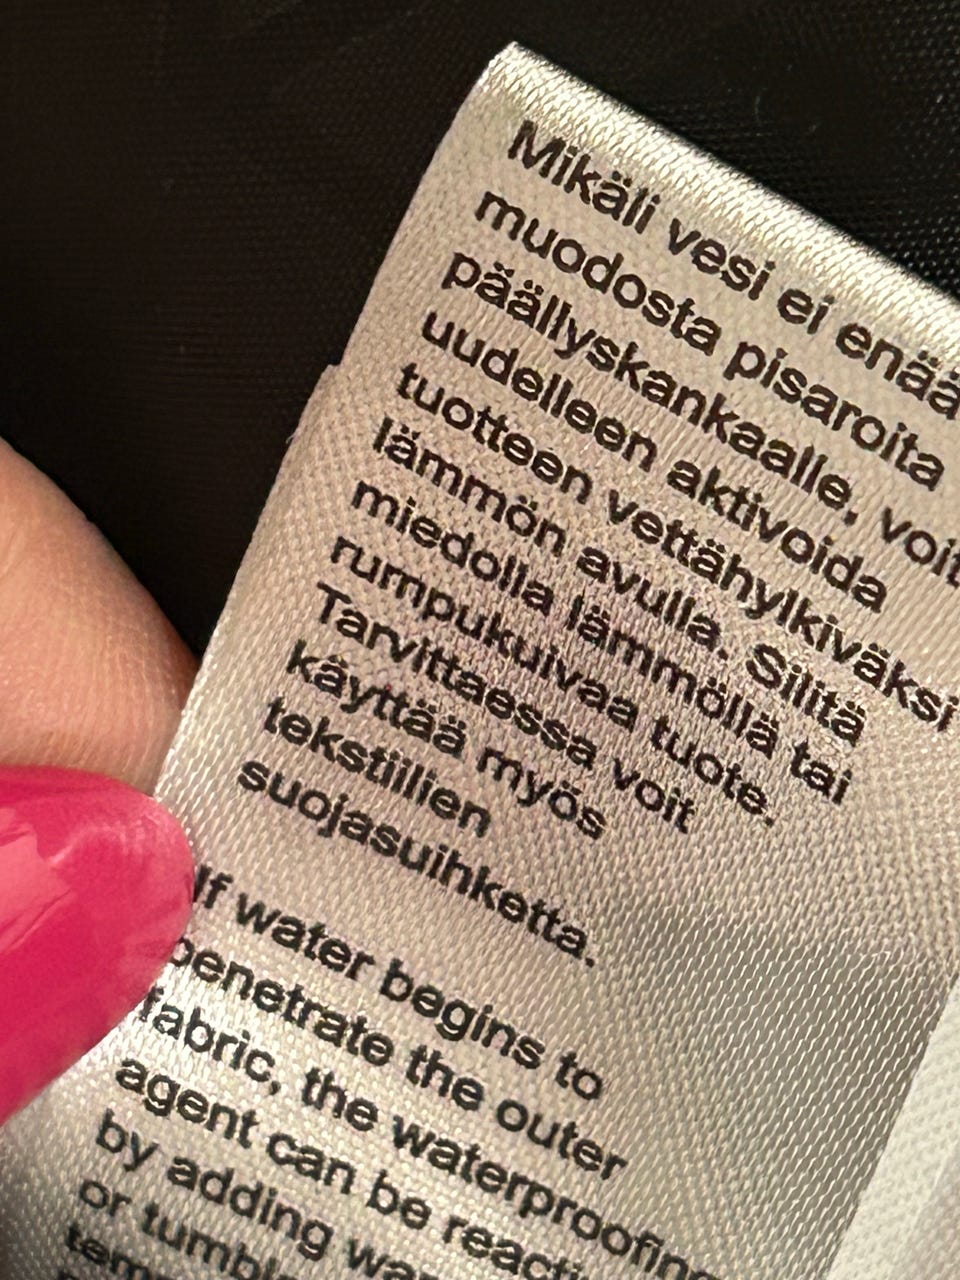 Mikäli vesi ei enää
muodosta pisaroita
päällyskankaalle, voit
uudelleen aktivoida
tuotteen vettähylkiväksi
lämmön avulla. Silitä
miedolla lämmöllä tai
rumpukuivaa tuote.
Tarvittaessa voit
käyttää myös
tekstiilien
suojasuihketta.
If water begins to
penetrate the outer
fabric, the waterproofing
agent can be
by adding
or